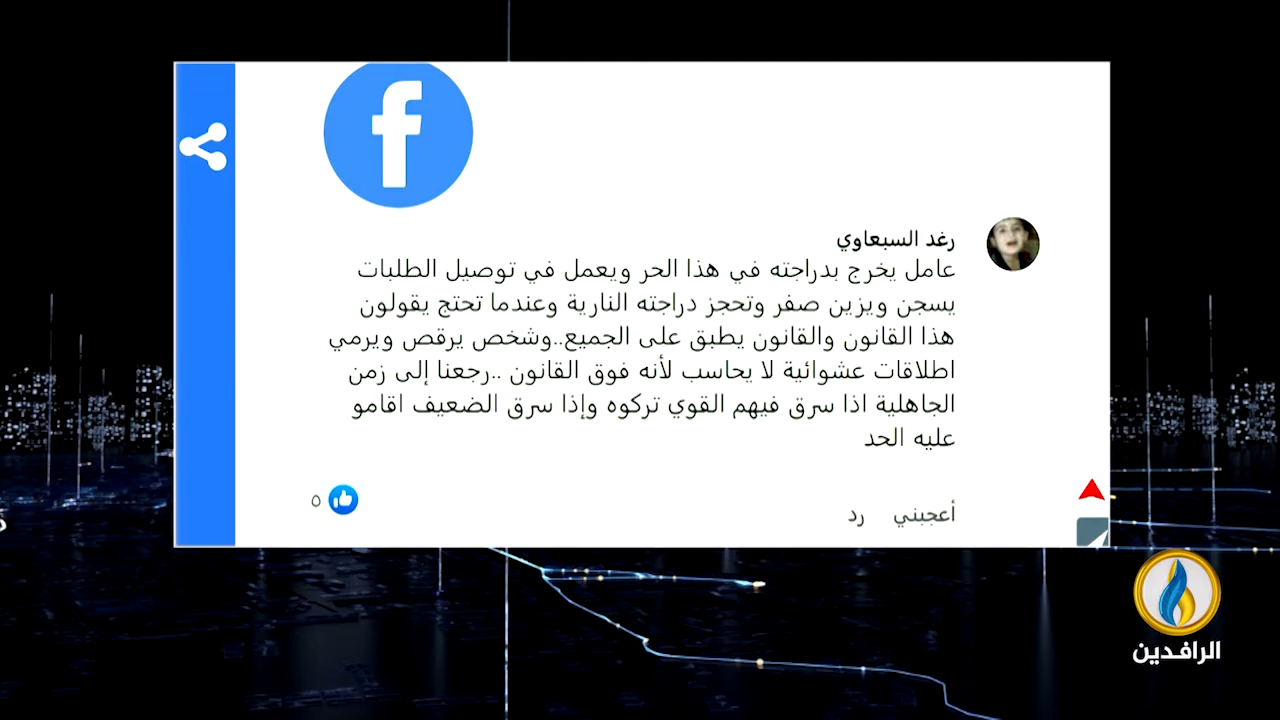 رغد السبعاوي
عامل يخرج بدراجته في هذا الحر ويعمل في توصيل الطلبات
يسجن ويزين صفر وتحجز دراجته النارية وعندما تحتج يقولون
هذا القانون والقانون يطبق على الجميع..وشخص يرقص ويرمي
اطلاقات عشوائية لا يحاسب لأنه فوق القانون ..رجعنا إلى زمن
الجاهلية اذا سرق فيهم القوي تركوه وإذا سرق الضعيف اقامو
عليه الحد
أعجبني رد
٥
الرافدين